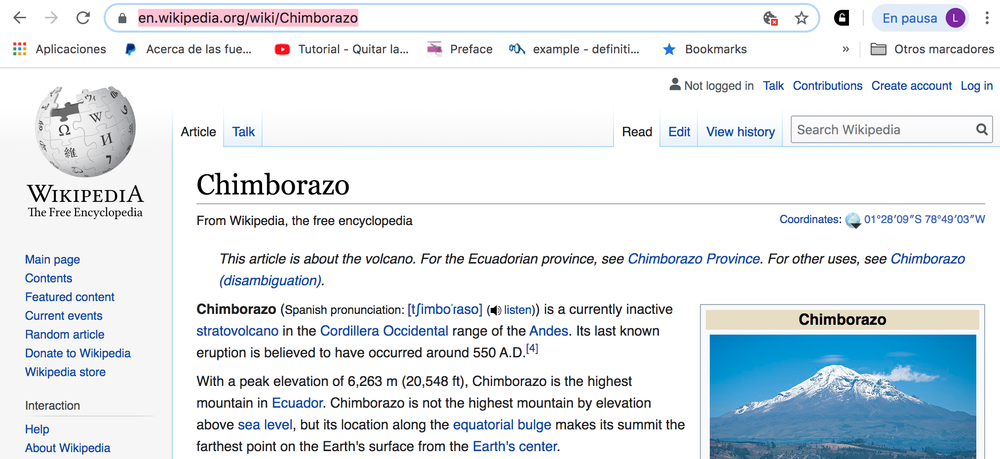 en.wikipedia.org/wiki/Chimborazo
En pausa L
Aplicaciones
Acerca de las fue...
Tutorial - Quitar la...
Preface
example - definiti...
Bookmarks
»
Otros marcadores
Not logged in Talk Contributions Create account Log in
Article Talk
Read Edit View history
Search Wikipedia
Ω W И 維 ウィ
WIKIPEDIA
The Free Encyclopedia
Main page
Contents
Featured content
Current events
Random article
Donate to Wikipedia
Wikipedia store
Interaction
Help
About Wikipedia
Chimborazo
From Wikipedia, the free encyclopedia
Coordinates: 01°28′09″S 78°49′03″W
This article is about the volcano. For the Ecuadorian province, see Chimborazo Province. For other uses, see Chimborazo
(disambiguation).
Chimborazo (Spanish pronunciation: [tʃimboˈraso] (listen)) is a currently inactive
stratovolcano in the Cordillera Occidental range of the Andes. Its last known
eruption is believed to have occurred around 550 A.D.[4]
With a peak elevation of 6,263 m (20,548 ft), Chimborazo is the highest
mountain in Ecuador. Chimborazo is not the highest mountain by elevation
above sea level, but its location along the equatorial bulge makes its summit the
farthest point on the Earth's surface from the Earth's center.
Chimborazo